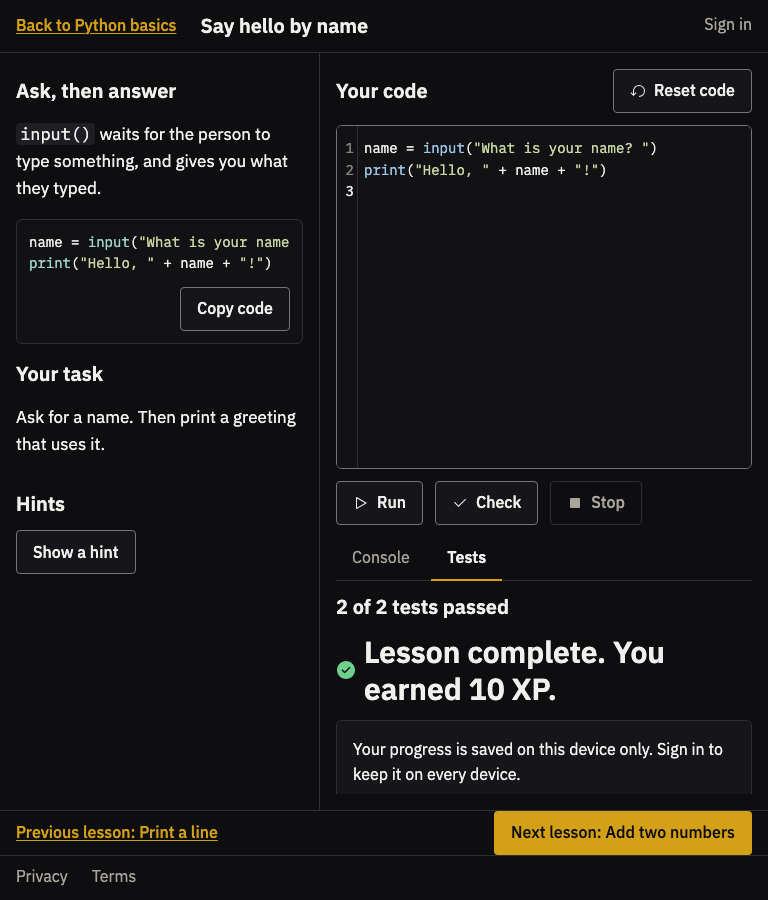 Back to Python basics
Say hello by name
Sign in
Ask, then answer
input() waits for the person to
type something, and gives you what
they typed.
name = input("What is your name
print("Hello, " + name + "!")
Copy code
Your task
Ask for a name. Then print a greeting
that uses it.
Hints
Show a hint
Your code
Reset code
1 name = input("What is your name? ")
2 print("Hello, " + name + "!")
3
Run
Check
Stop
Console
Tests
2 of 2 tests passed
Lesson complete. You
earned 10 XP.
Your progress is saved on this device only. Sign in to
keep it on every device.
Previous lesson: Print a line
Next lesson: Add two numbers
Privacy
Terms